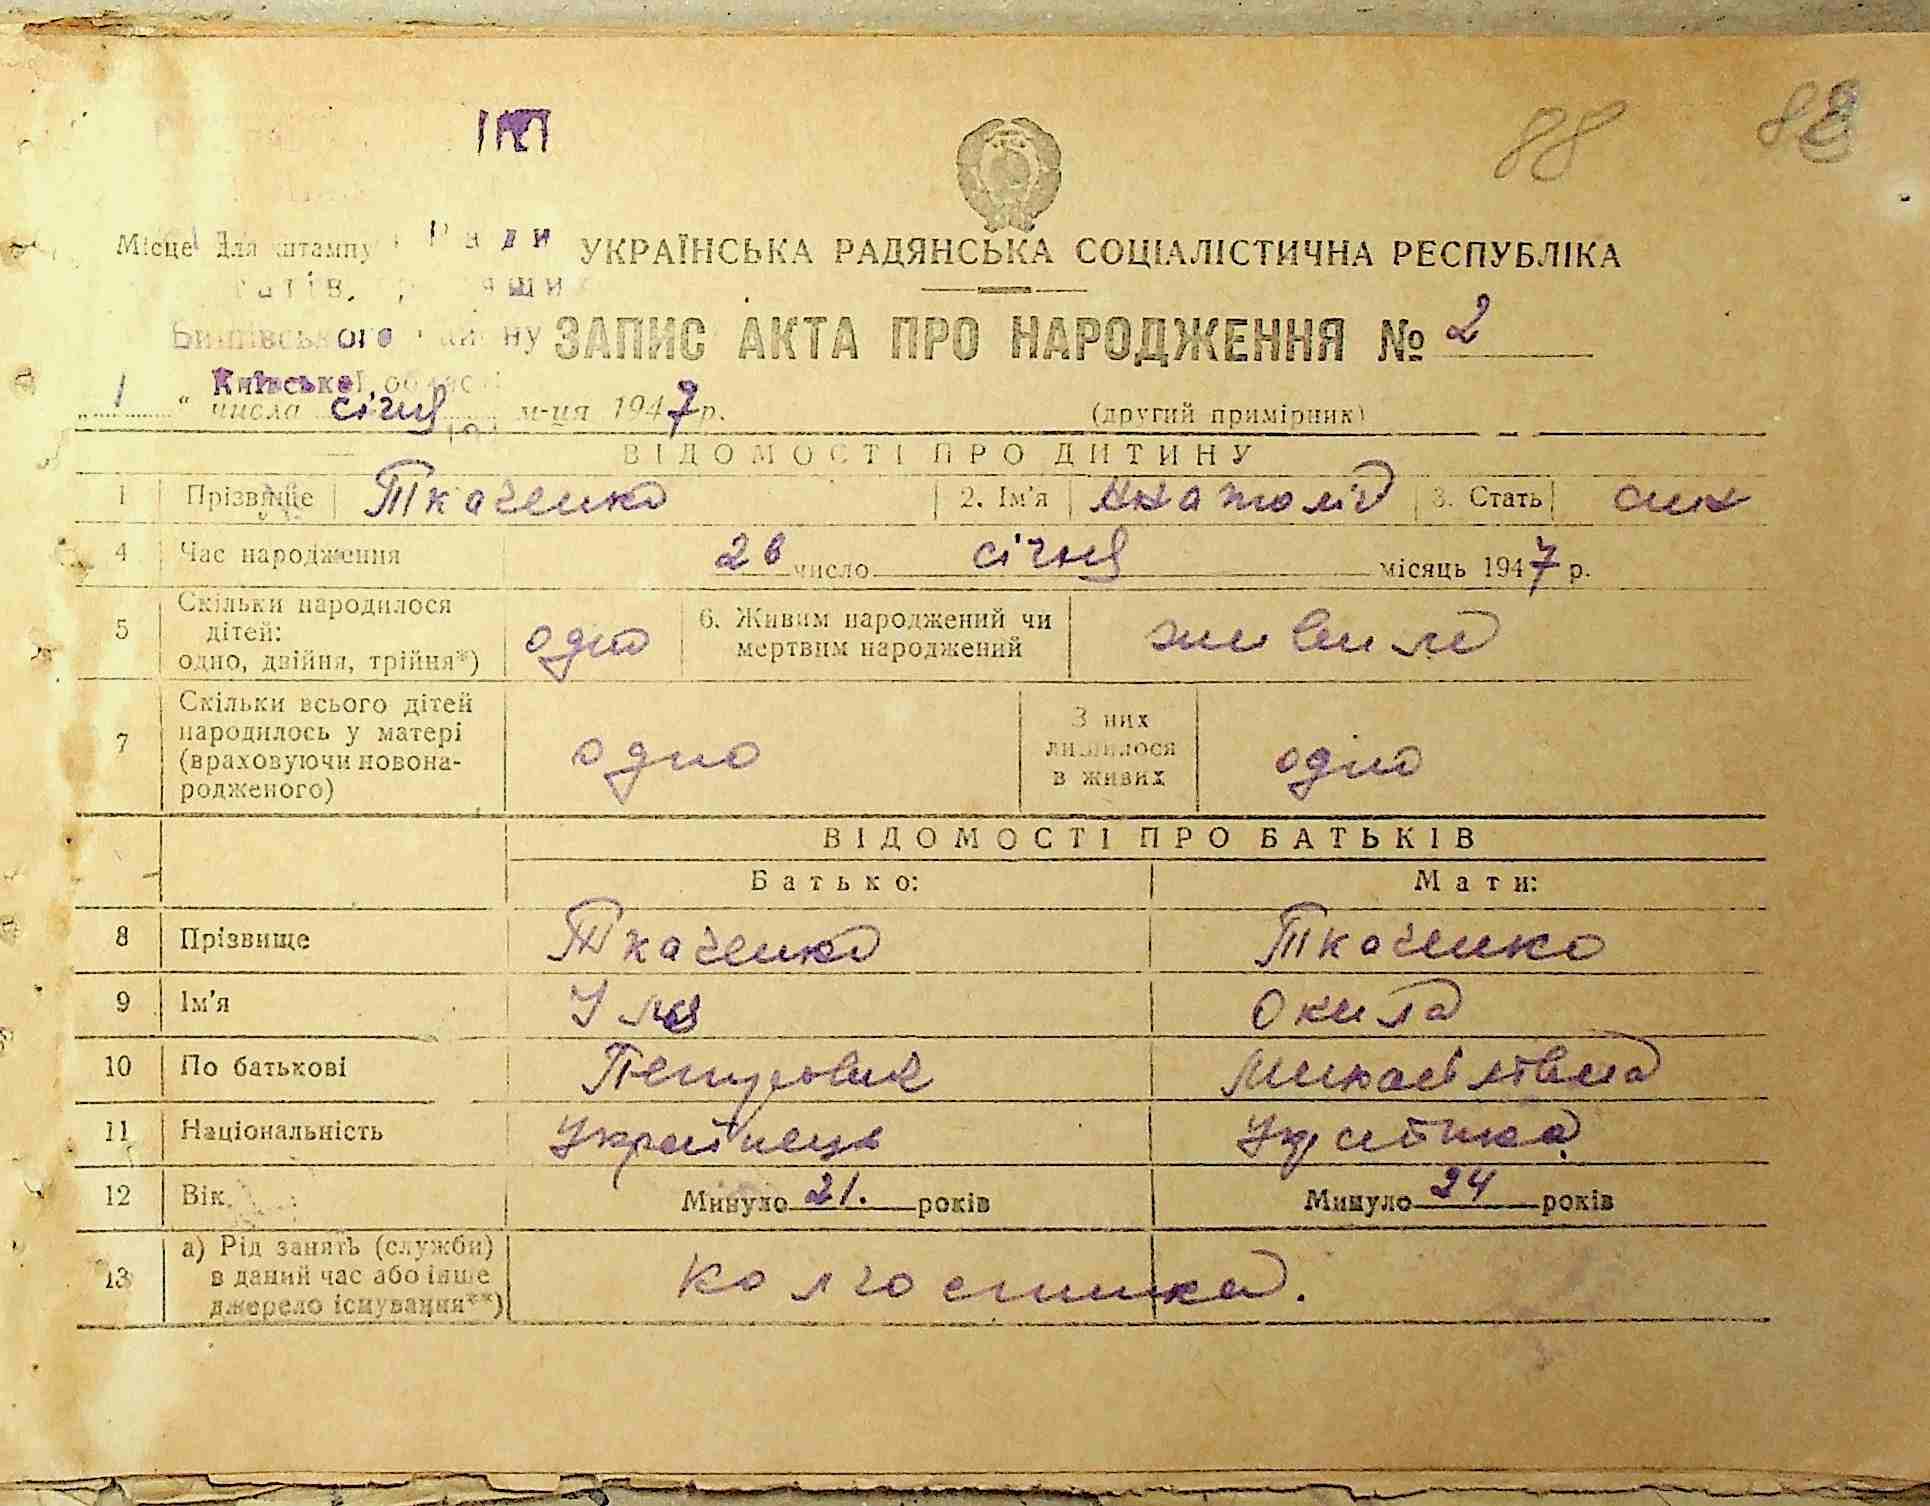 88 88
Місце для штампу Ради УКРАЇНСЬКА РАДЯНСЬКА СОЦІАЛІСТИЧНА РЕСПУБЛІКА
ЗАПИС АКТА ПРО НАРОДЖЕННЯ № 2
Київської області
„1“ числа січня м-ця 1947 р. (другий примірник)
ВІДОМОСТІ ПРО ДИТИНУ
1 Прізвище Ткаченко 2. Ім'я Анатолій 3. Стать син
4 Час народження 26 число січня місяць 1947 р.
5 Скільки народилося дітей: одно, двійня, трійня*) одно 6. Живим народжений чи мертвим народжений живим
7 Скільки всього дітей народилось у матері (враховуючи новонародженого) одно З них лишилося в живих одно
ВІДОМОСТІ ПРО БАТЬКІВ
Батько: Мати:
8 Прізвище Ткаченко Ткаченко
9 Ім'я Ілля
10 По батькові Петрович Михайлівна
11 Національність Українець Українка
12 Вік Минуло 21. років Минуло 24 років
13 а) Рід занять (служби) в даний час або інше джерело існування**) колгоспника.